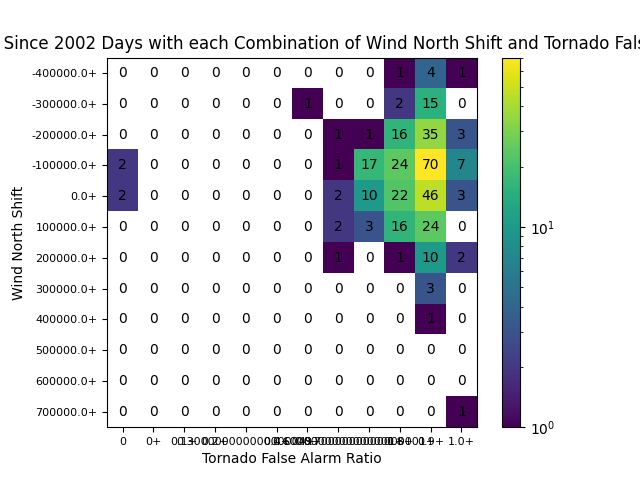 Since 2002 Days with each Combination of Wind North Shift and Tornado Fals
-400000.0+ 0 0 0 0 0 0 0 0 0 1 4 1
-300000.0+ 0 0 0 0 0 0 1 0 0 2 15 0
-200000.0+ 0 0 0 0 0 0 0 1 1 16 35 3
-100000.0+ 2 0 0 0 0 0 0 1 17 24 70 7
0.0+ 2 0 0 0 0 0 0 2 10 22 46 3
100000.0+ 0 0 0 0 0 0 0 2 3 16 24 0
200000.0+ 0 0 0 0 0 0 0 1 0 1 10 2
300000.0+ 0 0 0 0 0 0 0 0 0 0 3 0
400000.0+ 0 0 0 0 0 0 0 0 0 0 1 0
500000.0+ 0 0 0 0 0 0 0 0 0 0 0 0
600000.0+ 0 0 0 0 0 0 0 0 0 0 0 0
700000.0+ 0 0 0 0 0 0 0 0 0 0 0 1
0 0+ 1.0+
Tornado False Alarm Ratio
Wind North Shift
10¹
10⁰